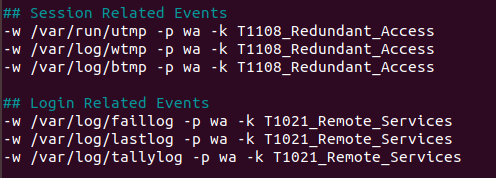 ## Session Related Events
-w /var/run/utmp -p wa -k T1108_Redundant_Access
-w /var/log/wtmp -p wa -k T1108_Redundant_Access
-w /var/log/btmp -p wa -k T1108_Redundant_Access
## Login Related Events
-w /var/log/faillog -p wa -k T1021_Remote_Services
-w /var/log/lastlog -p wa -k T1021_Remote_Services
-w /var/log/tallylog -p wa -k T1021_Remote_Services